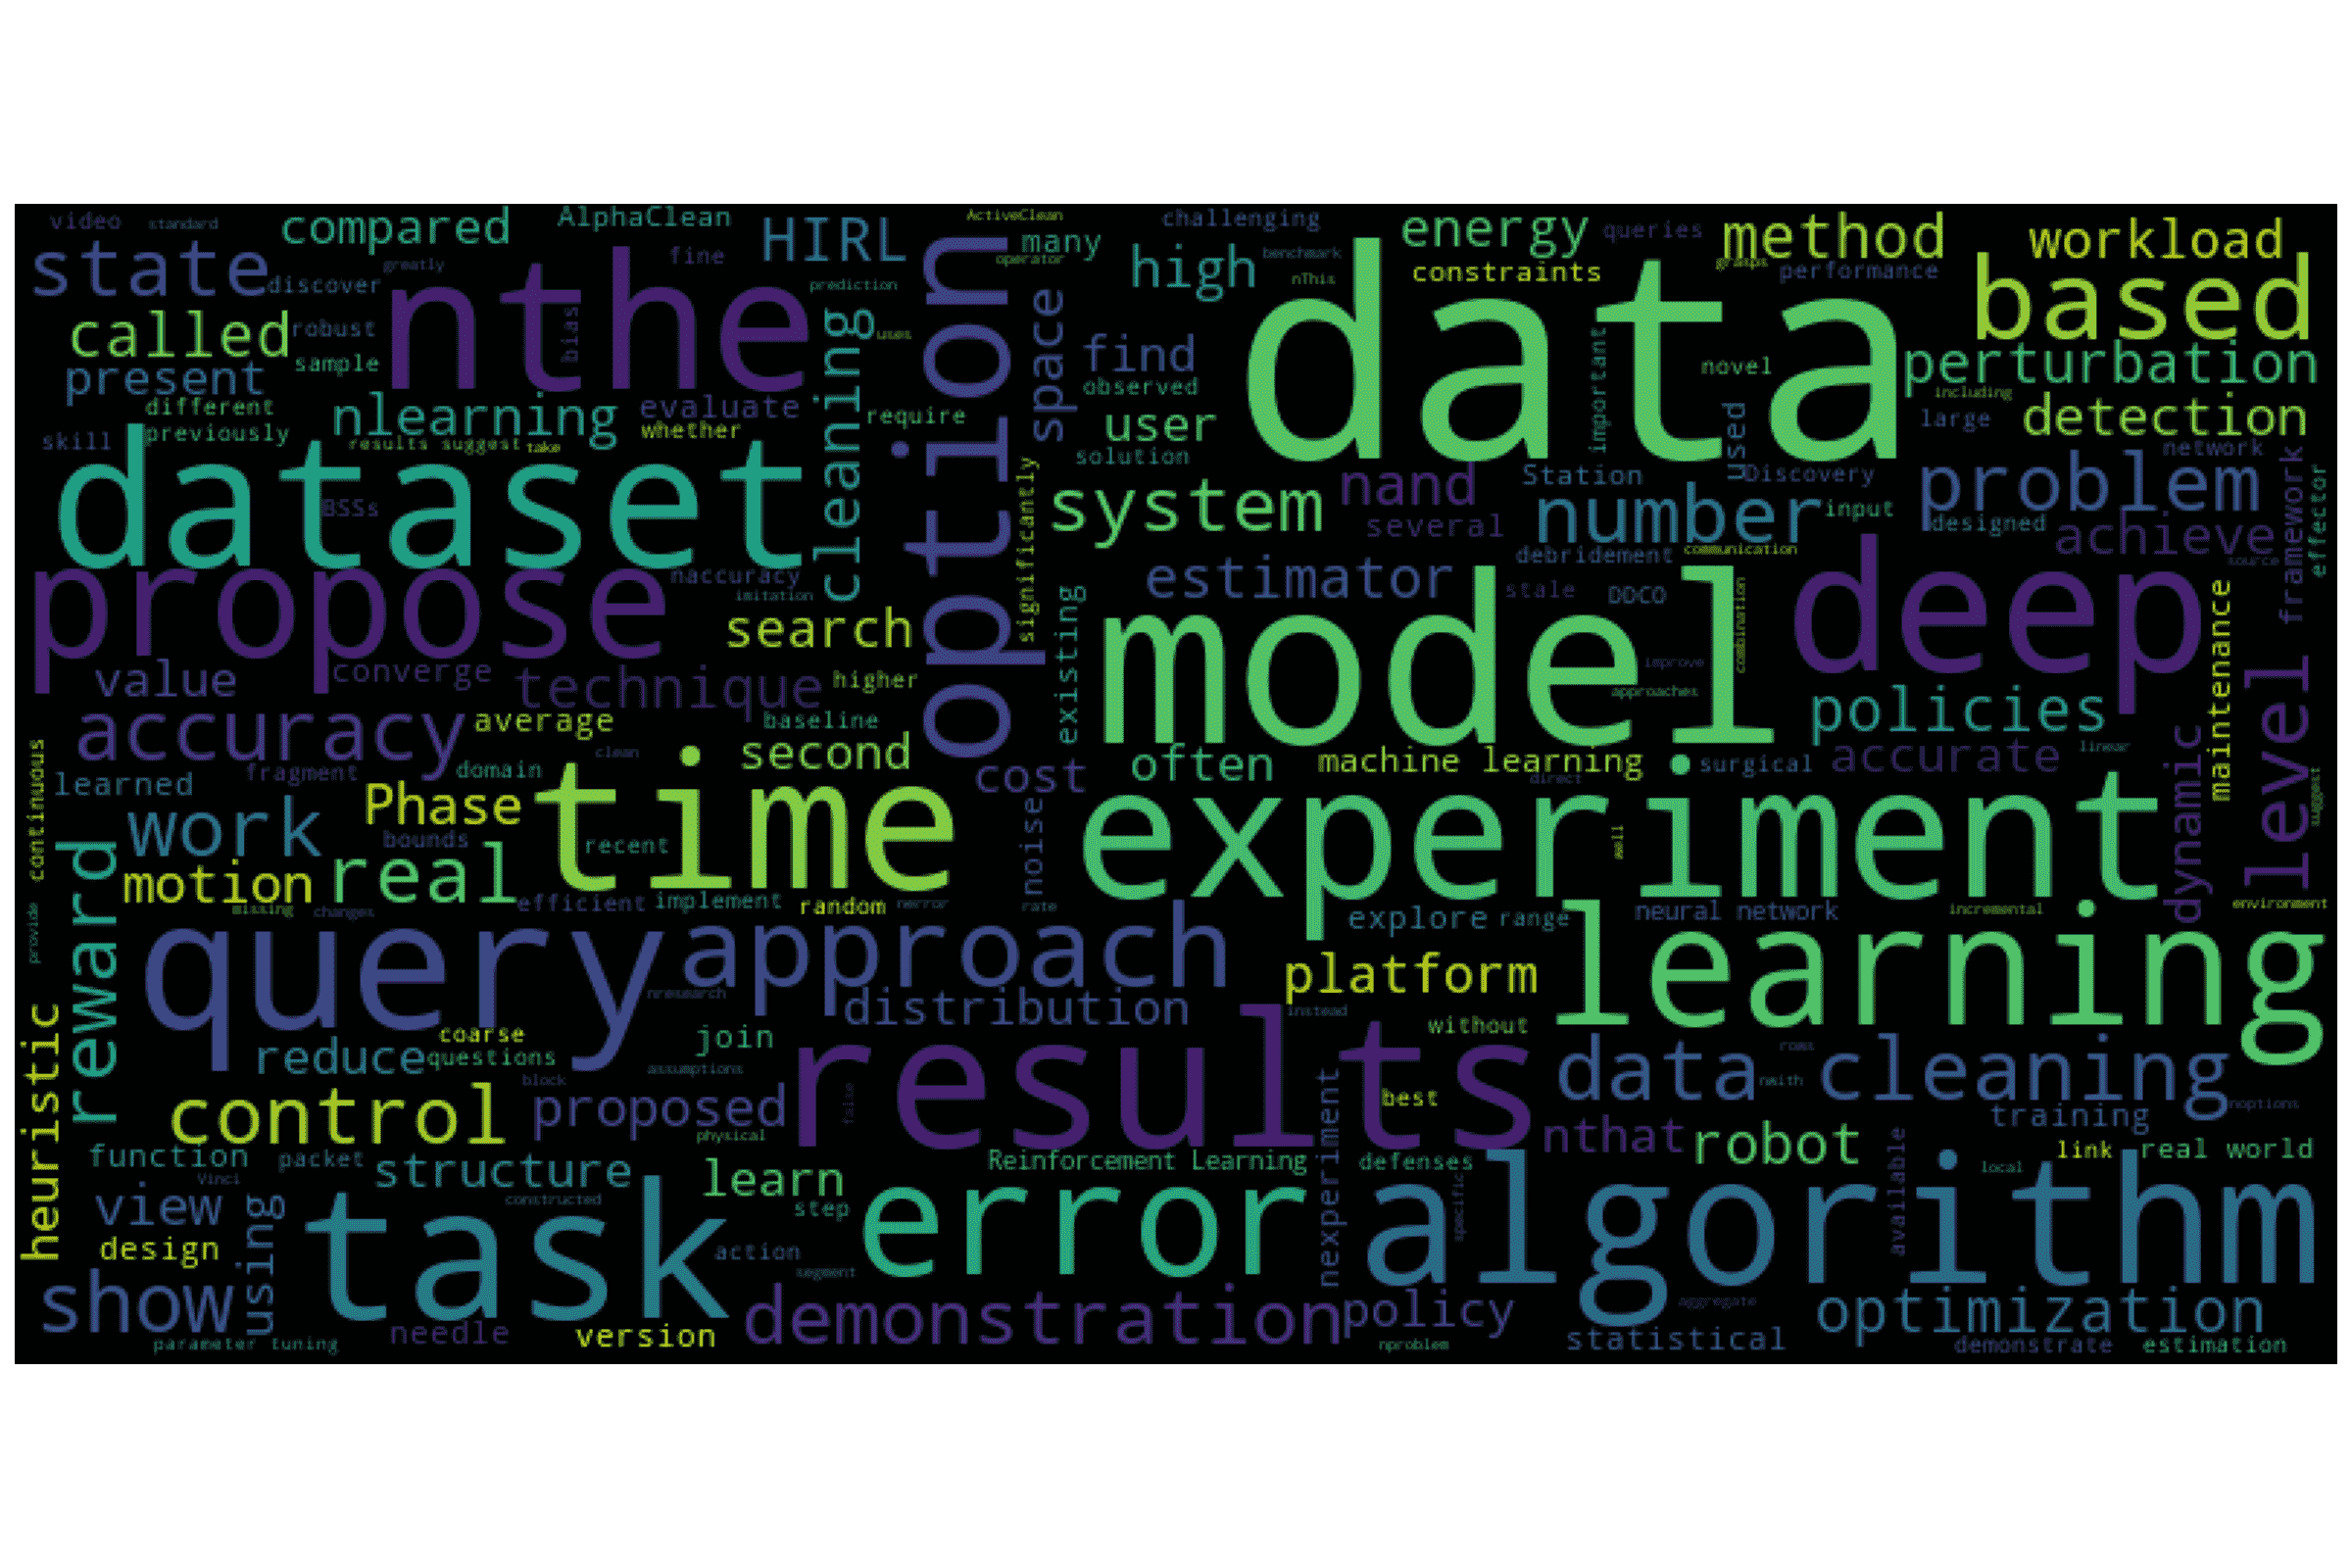 video
standard
compared
AlphaClean
HIRL
ActiveClean
many
operator
challenging
energy
queries
method
workload
state
discover
greatly
nthe
fine
bias
prediction
option
space
high
benchmark
nThis
constraints
grasps
performance
data
based
called
robust
sample
present
cleaning
uses
find
observed
important
novel
perturbation
including
different
previously
nlearning
evaluate
whether
require
user
solution
used
large
detection
skill
results suggest
take
dataset
BSSs
significantly
system
nand
several
Station
Discovery
number
input
problem
network
designed
achieve
framework
effector
source
propose
naccuracy
imitation
search
existing
estimator
debridement
communication
stale
DDCO
combination
model
improve
approaches
deep
maintenance
level
value
converge
technique
higher
accuracy
average
baseline
second
often
machine learning
direct
surgical
policies
accurate
linear
dynamic
suggest
continuous
learned
fragment
clean
domain
time
cost
noise
experiment
well
work
Phase
bounds
recent
reward
motion
real
efficient
implement
random
nerror
rate
explore
range
neural network
incremental
environment
provide
missing
changes
query
approach
nresearch
distribution
platform
instead
learning
heuristic
coarse
reduce
questions
join
assumptions
results
without
data cleaning
rows
nwith
noptions
control
block
proposed
physical
false
nexperiment
best
nthat
robot
training
link
real world
function
packet
Vinci
structure
constructed
learn
step
Reinforcement Learning
error
defenses
specific
algorithm
available
local
view
design
using
task
action
segment
show
parameter tuning
needle
version
demonstration
policy
nproblem
statistical
aggregate
optimization
demonstrate
estimation